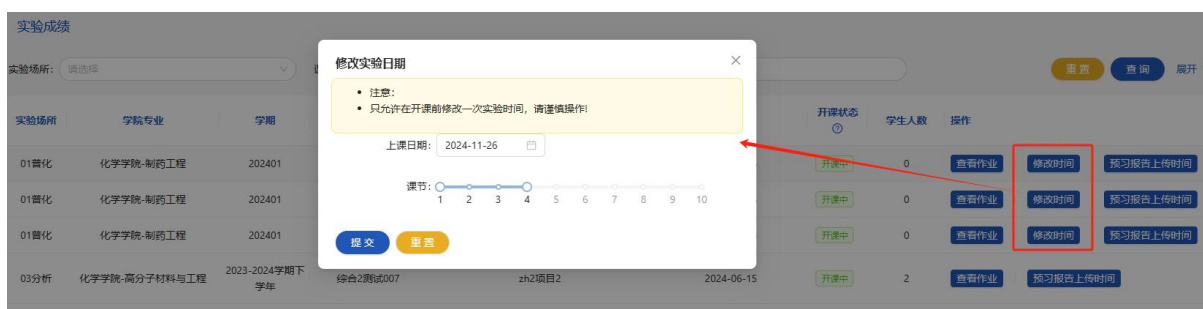 实验成绩
实验场所: 请选择
重置 查询 展开
修改实验日期
• 注意:
• 只允许在开课前修改一次实验时间，请谨慎操作!
上课日期: 2024-11-26
课节:
1 2 3 4 5 6 7 8 9 10
提交 重置
实验场所 学院专业 学期 开课状态 学生人数 操作
01普化 化学学院-制药工程 202401 开课中 0 查看作业 修改时间 预习报告上传时间
01普化 化学学院-制药工程 202401 开课中 0 查看作业 修改时间 预习报告上传时间
01普化 化学学院-制药工程 202401 开课中 0 查看作业 修改时间 预习报告上传时间
03分析 化学学院-高分子材料与工程 2023-2024学期下 综合2测试007 zh2项目2 2024-06-15 开课中 2 查看作业 预习报告上传时间
学年